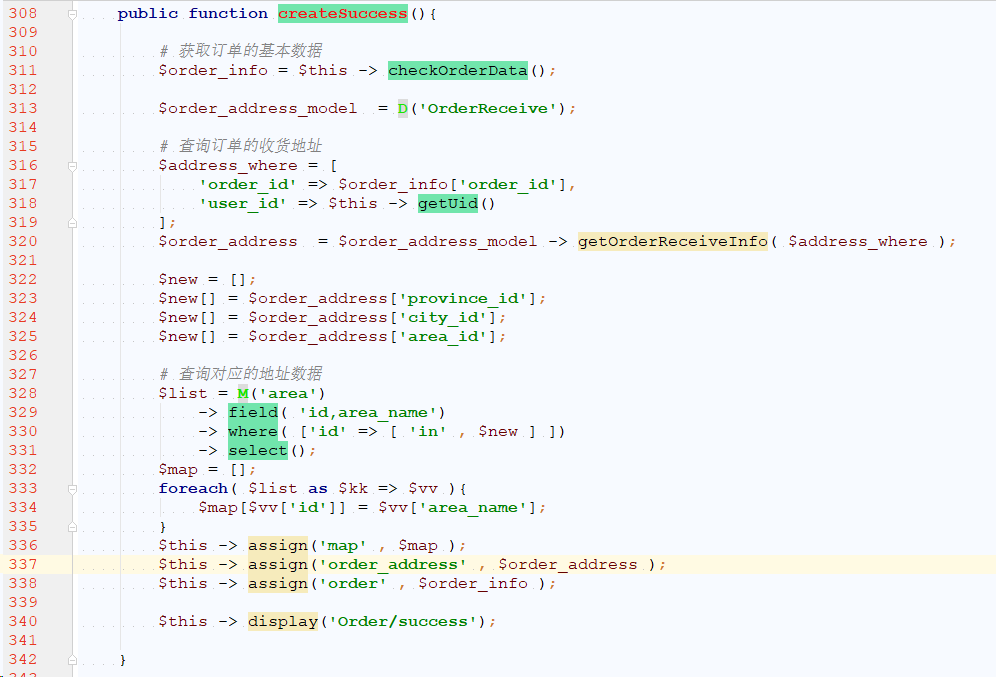 308 public function createSuccess(){
309
310 # 获取订单的基本数据
311 $order_info = $this -> checkOrderData();
312
313 $order_address_model  = D('OrderReceive');
314
315 # 查询订单的收货地址
316 $address_where = [
317 'order_id' => $order_info['order_id'],
318 'user_id' => $this -> getUid()
319 ];
320 $order_address  = $order_address_model -> getOrderReceiveInfo( $address_where );
321
322 $new = [];
323 $new[] = $order_address['province_id'];
324 $new[] = $order_address['city_id'];
325 $new[] = $order_address['area_id'];
326
327 # 查询对应的地址数据
328 $list = M('area')
329 -> field( 'id,area_name')
330 -> where( ['id' => [ 'in' , $new ] ])
331 -> select();
332 $map = [];
333 foreach( $list as $kk => $vv ){
334 $map[$vv['id']] = $vv['area_name'];
335 }
336 $this -> assign('map' , $map );
337 $this -> assign('order_address' , $order_address );
338 $this -> assign('order' , $order_info );
339
340 $this -> display('Order/success');
341
342 }